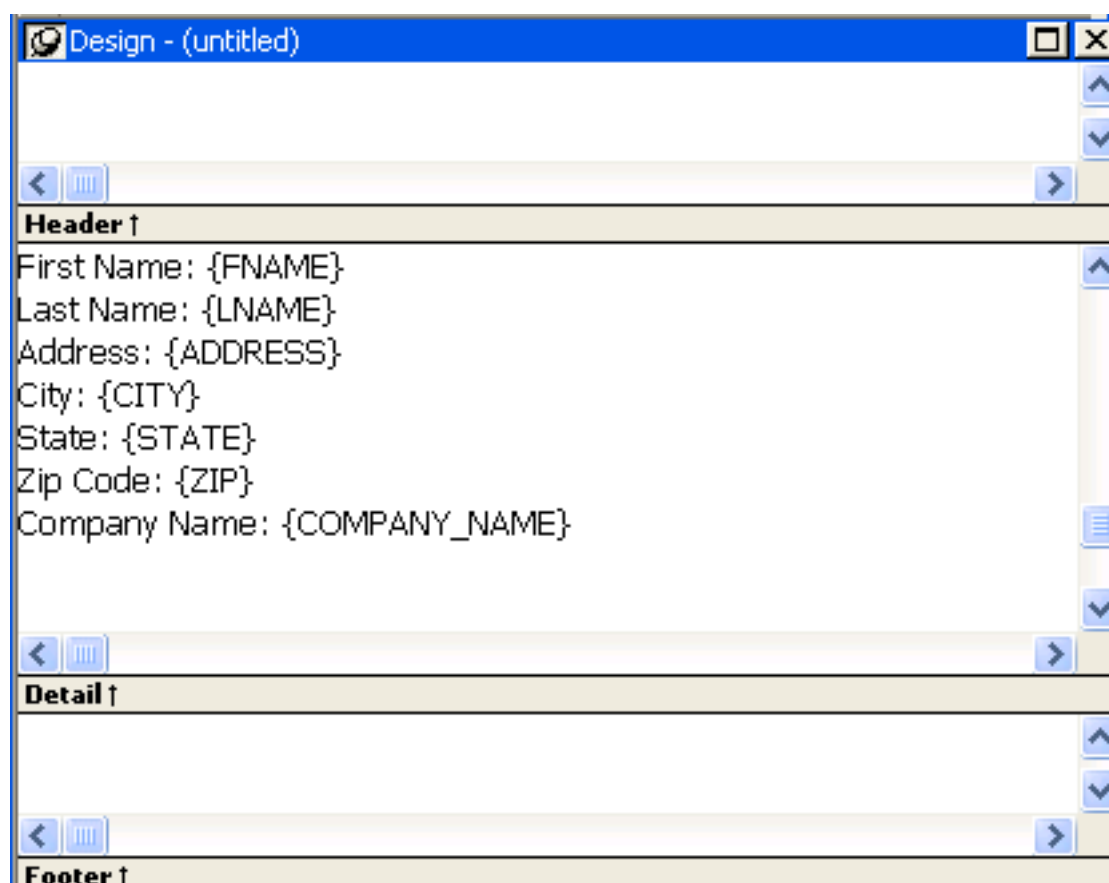 Design - (untitled)
Header ↑
First Name: {FNAME}
Last Name: {LNAME}
Address: {ADDRESS}
City: {CITY}
State: {STATE}
Zip Code: {ZIP}
Company Name: {COMPANY_NAME}
Detail ↑
Footer ↑